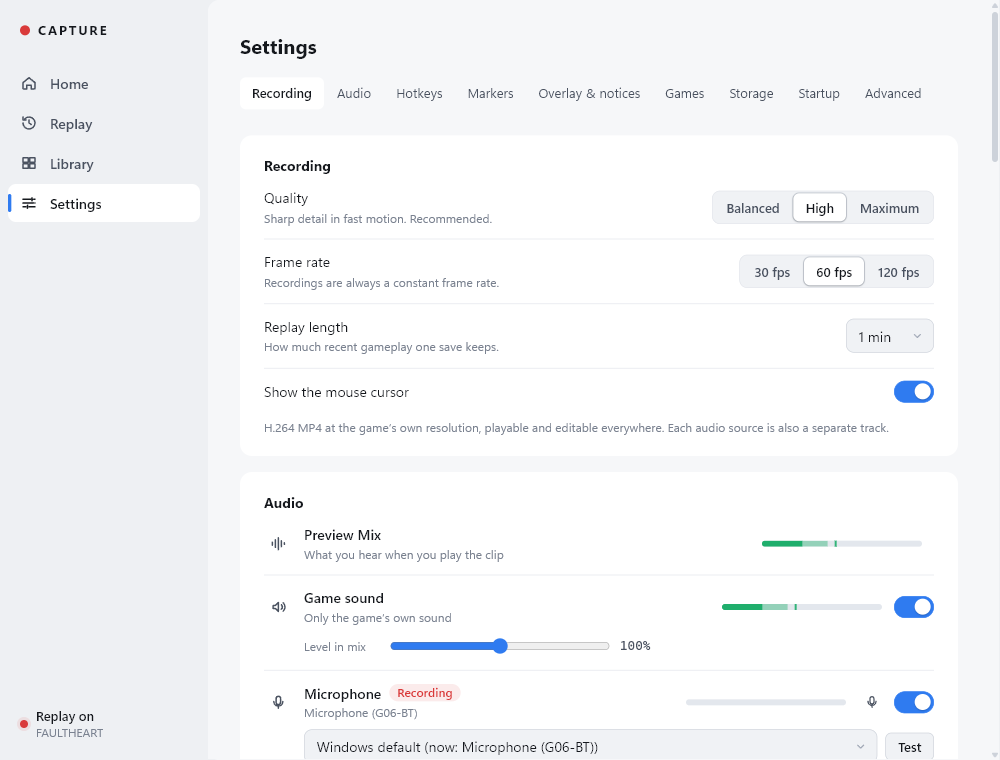 CAPTURE
Home
Replay
Library
Settings
Replay on
FAULTHEART
Settings
Recording Audio Hotkeys Markers Overlay & notices Games Storage Startup Advanced
Recording
Quality
Sharp detail in fast motion. Recommended.
Balanced High Maximum
Frame rate
Recordings are always a constant frame rate.
30 fps 60 fps 120 fps
Replay length
How much recent gameplay one save keeps.
1 min
Show the mouse cursor
H.264 MP4 at the game's own resolution, playable and editable everywhere. Each audio source is also a separate track.
Audio
Preview Mix
What you hear when you play the clip
Game sound
Only the game's own sound
Level in mix 100%
Microphone Recording
Microphone (G06-BT)
Windows default (now: Microphone (G06-BT)) Test